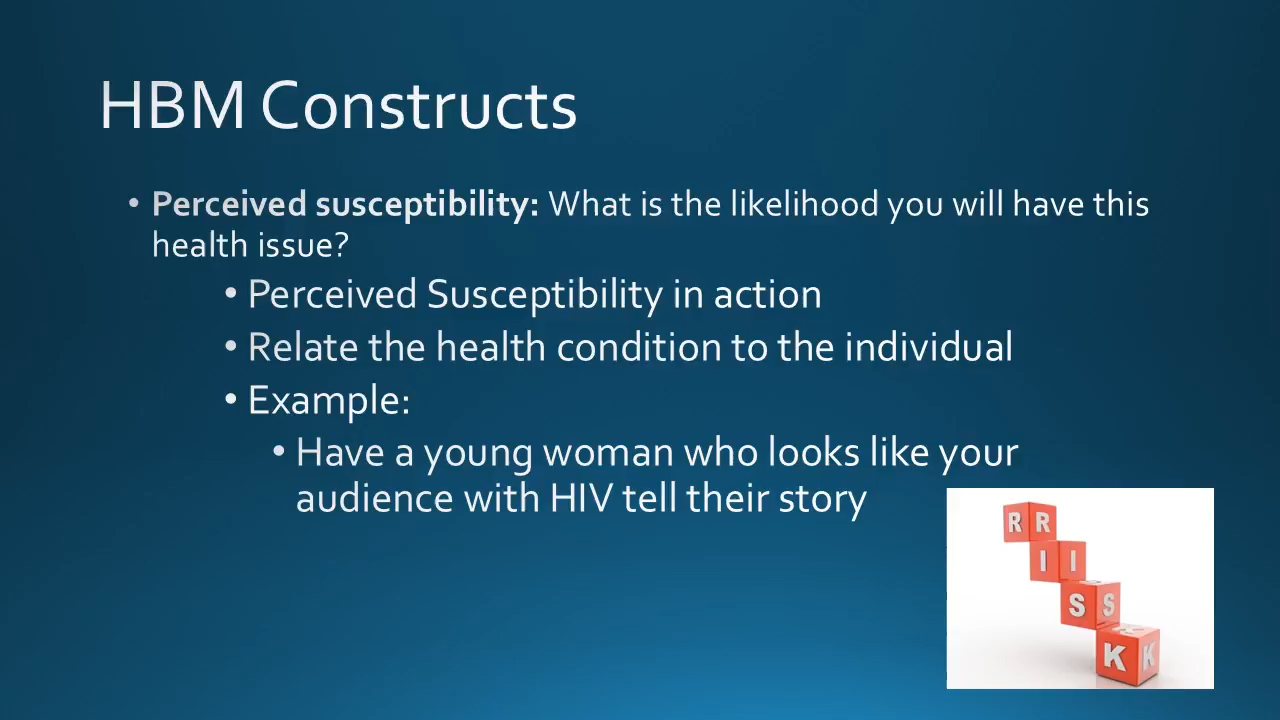 HBM Constructs
• Perceived susceptibility: What is the likelihood you will have this
health issue?
• Perceived Susceptibility in action
• Relate the health condition to the individual
• Example:
• Have a young woman who looks like your
audience with HIV tell their story
R R
I I
S S
K K